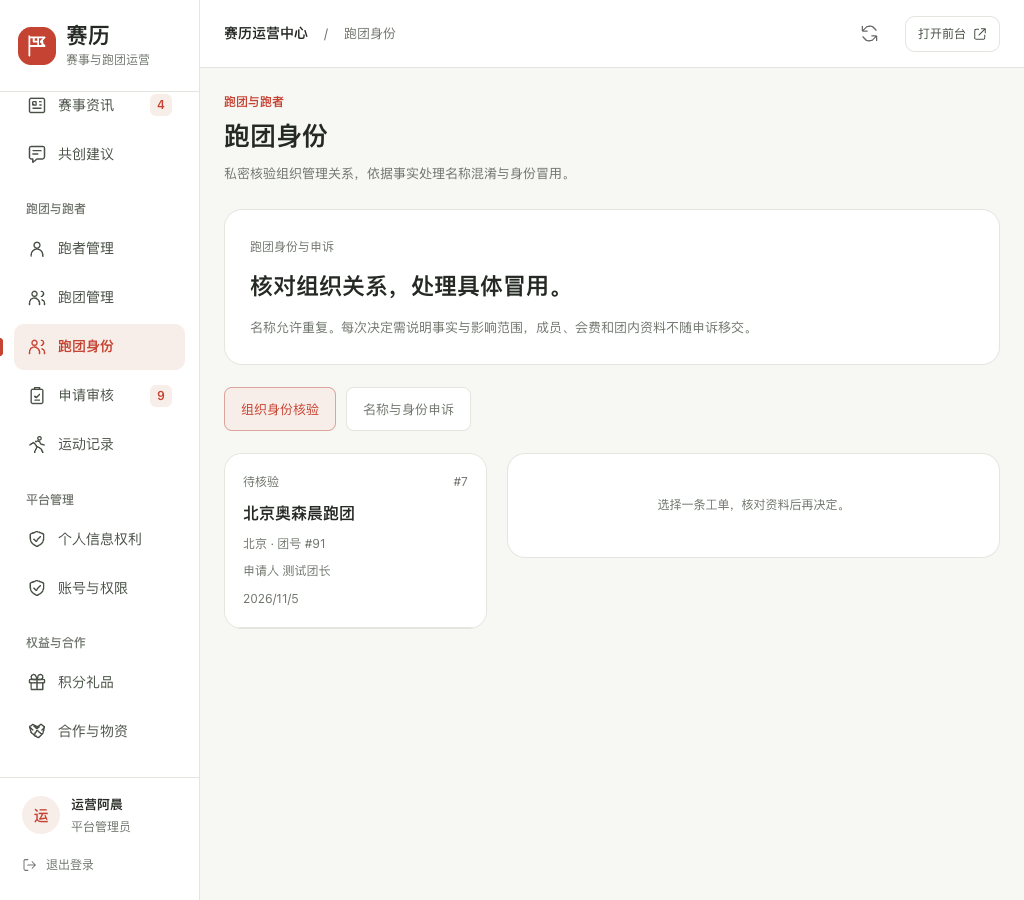 赛历
赛事与跑团运营
赛事资讯 4
共创建议
跑团与跑者
跑者管理
跑团管理
跑团身份
申请审核 9
运动记录
平台管理
个人信息权利
账号与权限
权益与合作
积分礼品
合作与物资
运 运营阿晨
平台管理员
退出登录
赛历运营中心 / 跑团身份
打开前台
跑团与跑者
跑团身份
私密核验组织管理关系，依据事实处理名称混淆与身份冒用。
跑团身份与申诉
核对组织关系，处理具体冒用。
名称允许重复。每次决定需说明事实与影响范围，成员、会费和团内资料不随申诉移交。
组织身份核验 名称与身份申诉
待核验 #7
北京奥森晨跑团
北京 · 团号 #91
申请人 测试团长
2026/11/5
选择一条工单，核对资料后再决定。